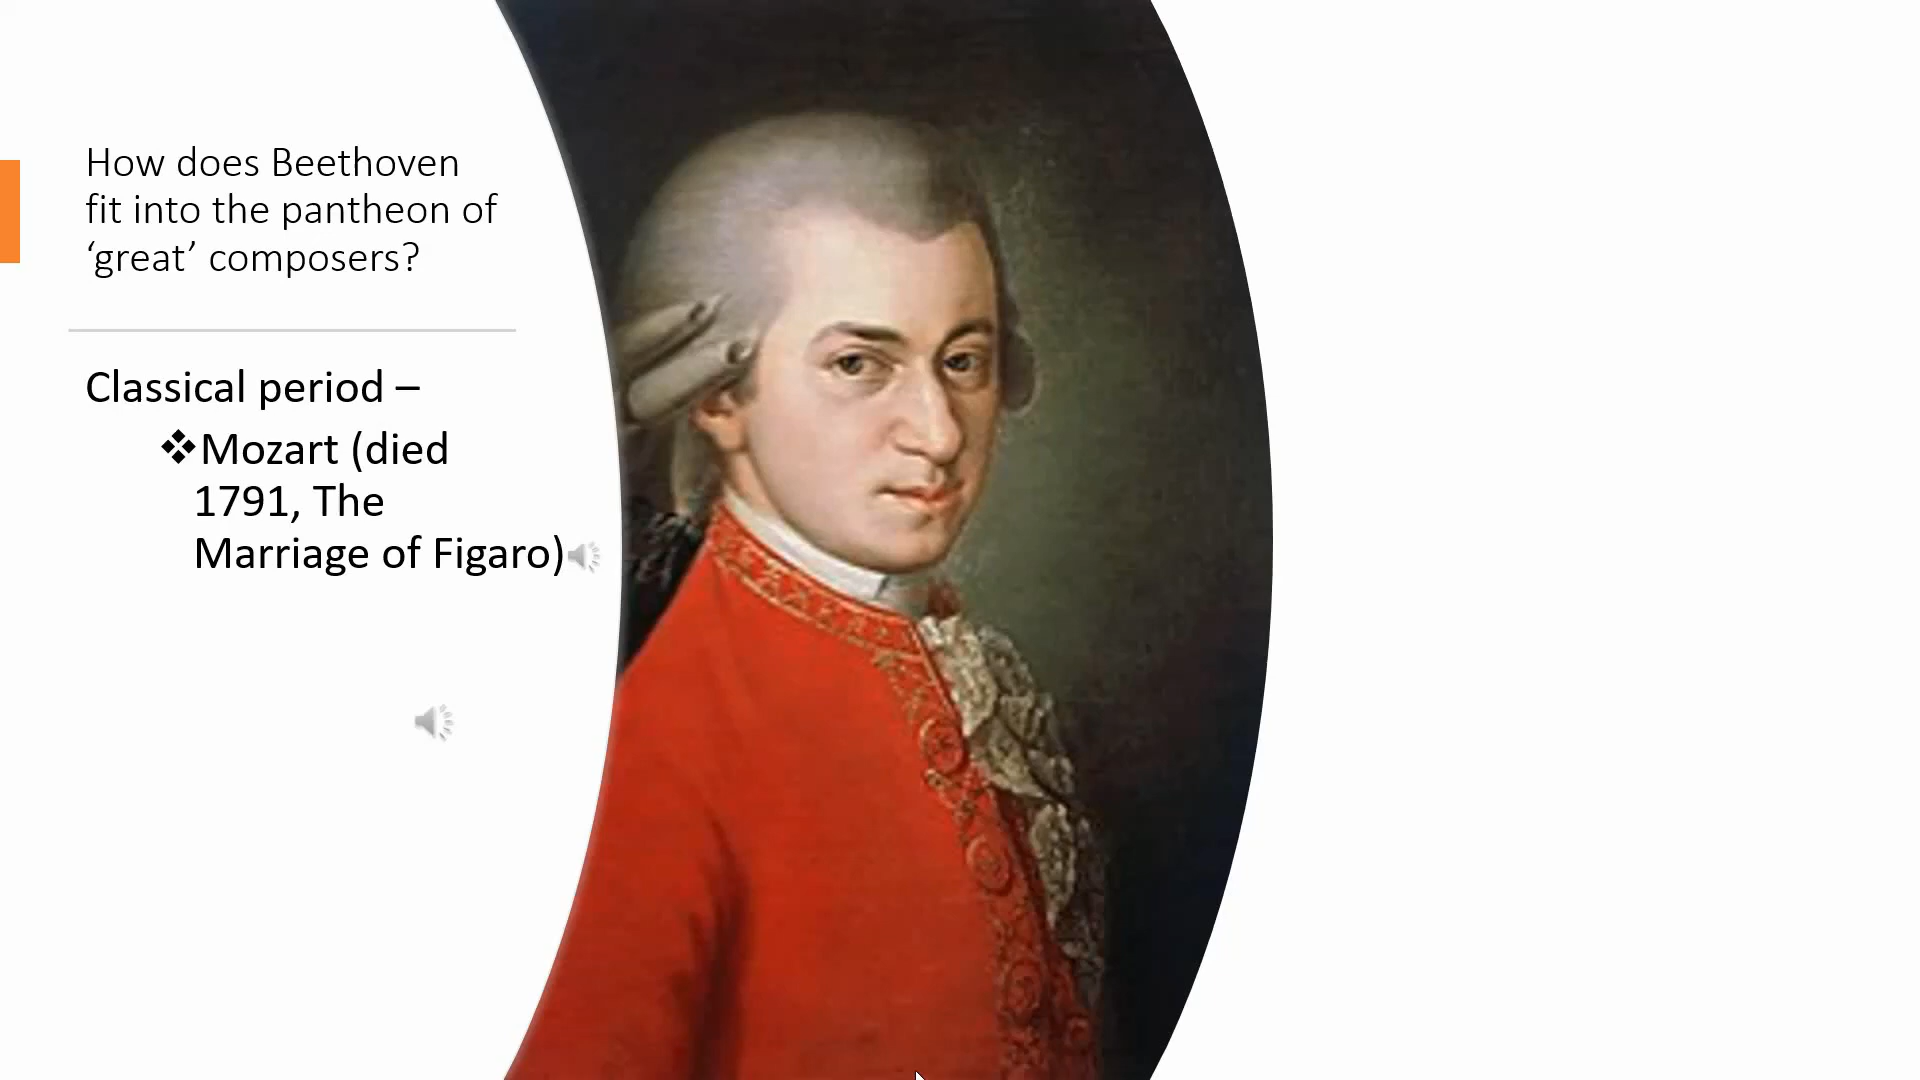 How does Beethoven
fit into the pantheon of
‘great’ composers?
Classical period –
❖Mozart (died
1791, The
Marriage of Figaro)